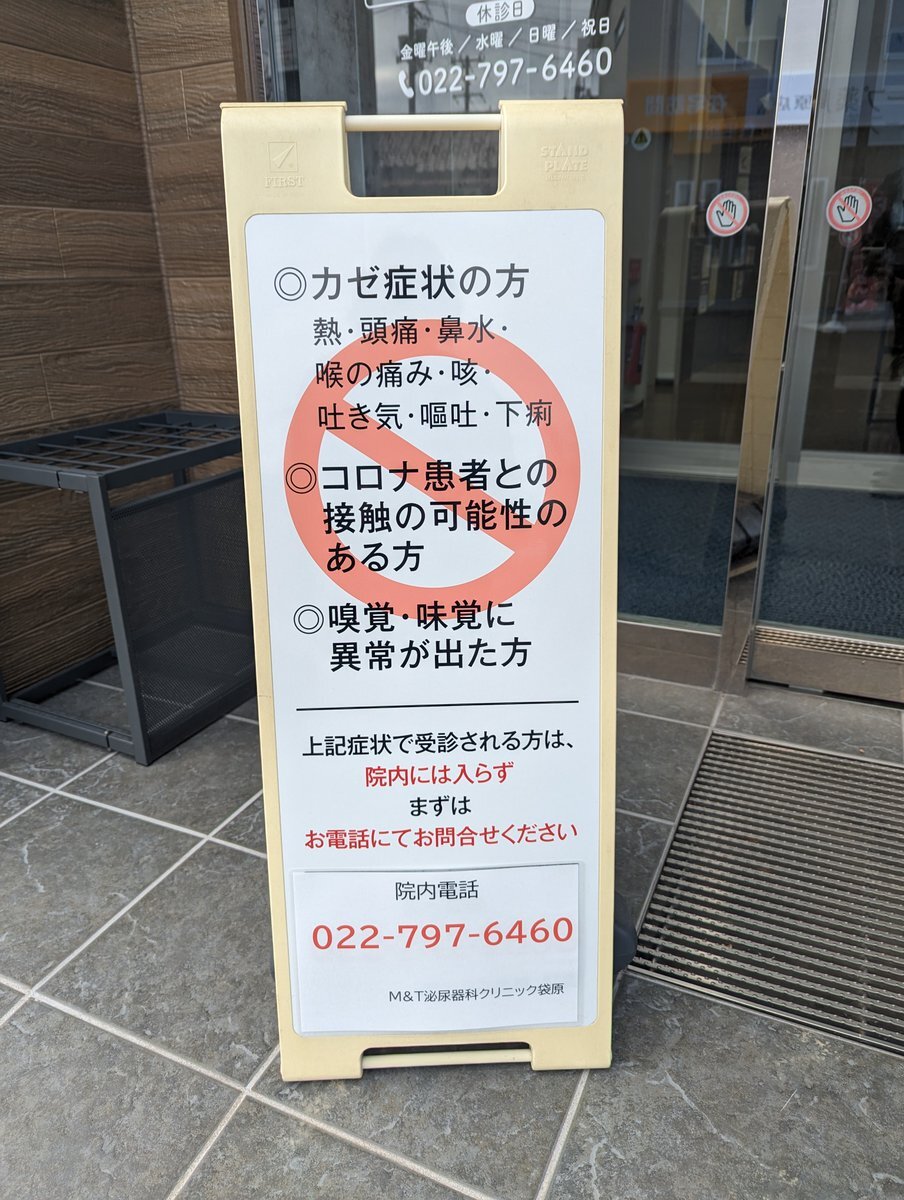 休診日
金曜午後／水曜／日曜／祝日
022-797-6460
FIRST
STAND
PLATE
◎カゼ症状の方
熱・頭痛・鼻水・
喉の痛み・咳・
吐き気・嘔吐・下痢
◎コロナ患者との
接触の可能性の
ある方
◎嗅覚・味覚に
異常が出た方
上記症状で受診される方は、
院内には入らず
まずは
お電話にてお問合せください
院内電話
022-797-6460
M&T泌尿器科クリニック袋原